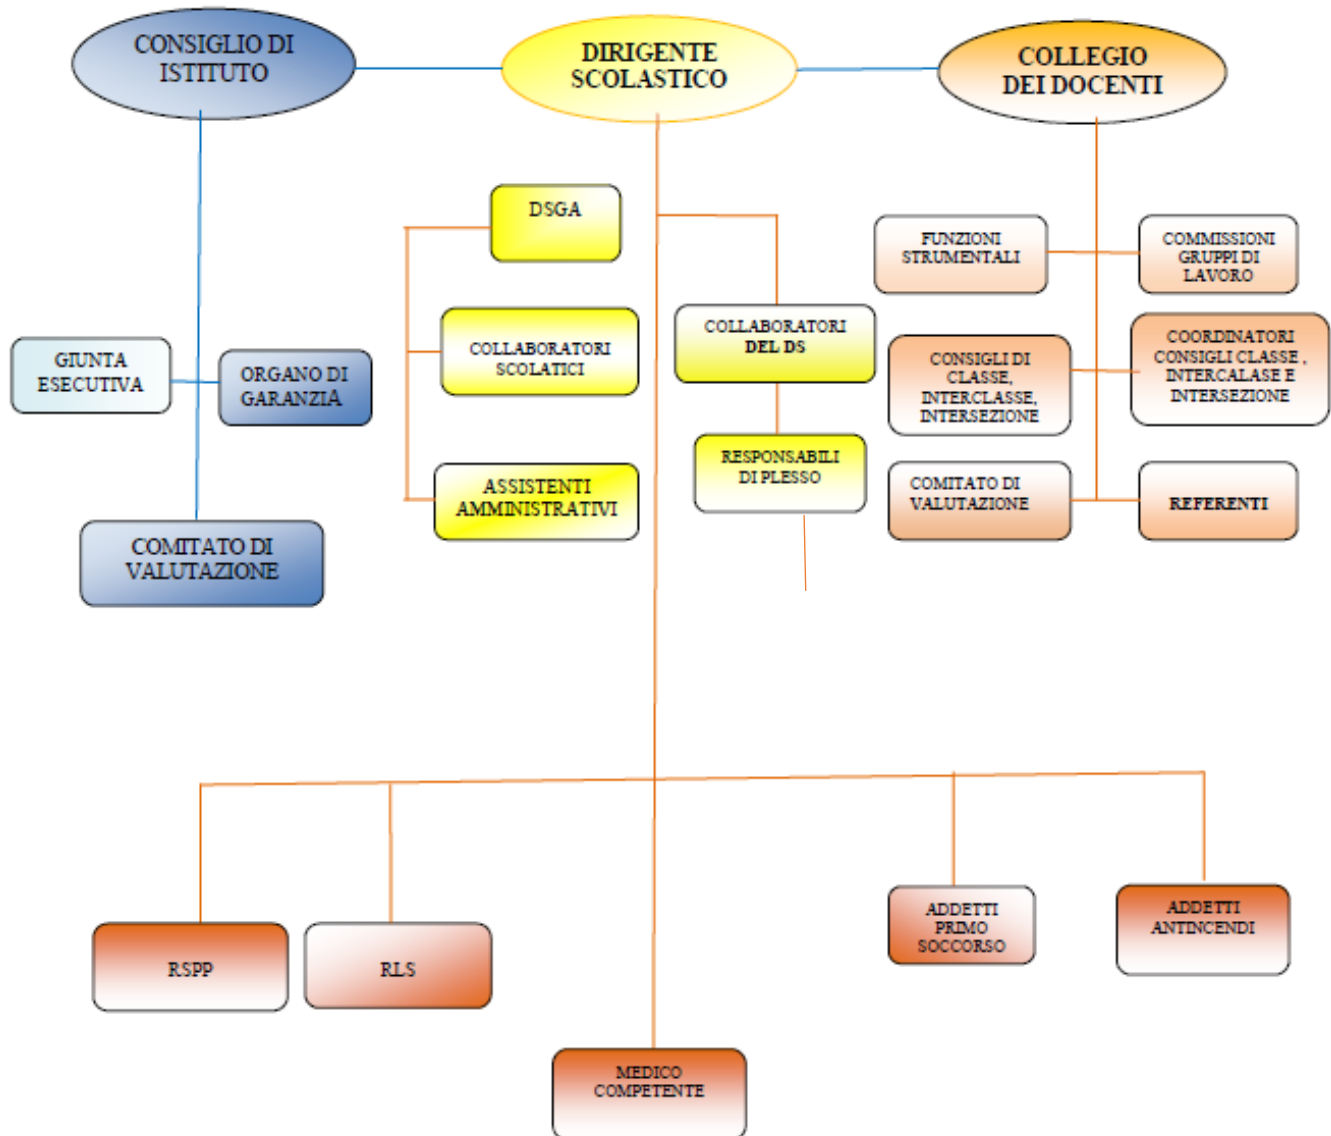 CONSIGLIO DI
ISTITUTO
DIRIGENTE
SCOLASTICO
COLLEGIO
DEI DOCENTI
DSGA
FUNZIONI
STRUMENTALI
COMMISSIONI
GRUPPI DI
LAVORO
COLLABORATORI
SCOLATICI
COLLABORATORI
DEL DS
GIUNTA
ESECUTIVA
ORGANO DI
GARANZIA
CONSIGLI DI
CLASSE,
INTERCLASSE,
INTERSEZIONE
COORDINATORI
CONSIGLI CLASSE ,
INTERCALASE E
INTERSEZIONE
ASSISTENTI
AMMINISTRATIVI
RESPONSABILI
DI PLESSO
COMITATO DI
VALUTAZIONE
REFERENTI
COMITATO DI
VALUTAZIONE
RSPP
RLS
ADDETTI
PRIMO
SOCCORSO
ADDETTI
ANTINCENDI
MEDICO
COMPETENTE